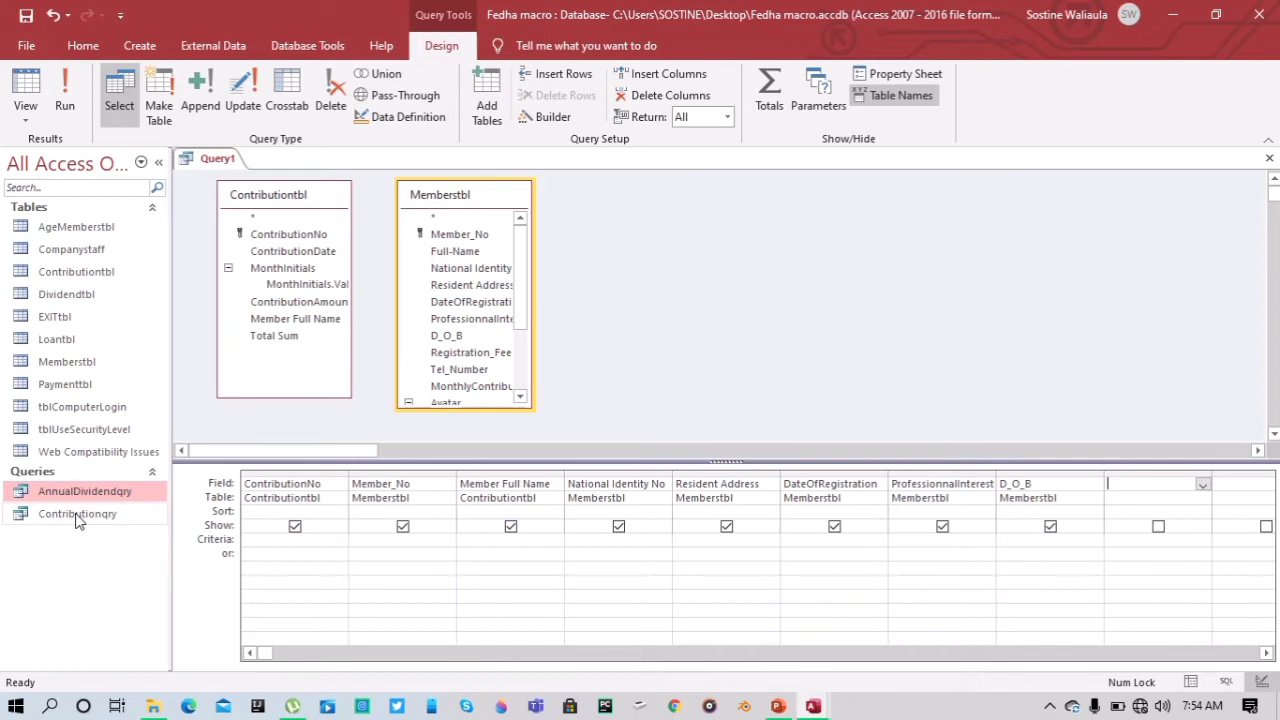 Query Tools
Fedha macro : Database- C:\Users\SOSTINE\Desktop\Fedha macro.accdb (Access 2007 - 2016 file form...
Sostine Waliaula
SW
File
Home
Create
External Data
Database Tools
Help
Design
Tell me what you want to do
View
Run
Select
Make Table
Append
Update
Crosstab
Delete
Union
Pass-Through
Data Definition
Add Tables
Insert Rows
Delete Rows
Builder
Insert Columns
Delete Columns
Return: All
Totals
Parameters
Property Sheet
XYZ Table Names
Results
Query Type
Query Setup
Show/Hide
All Access O...
Search...
Tables
AgeMemberstbl
Companystaff
Contributiontbl
Dividendtbl
EXITtbl
Loantbl
Memberstbl
Paymenttbl
tblComputerLogin
tblUseSecurityLevel
Web Compatibility Issues
Queries
AnnualDividendqry
Contributionqry
Query1
Contributiontbl
*
ContributionNo
ContributionDate
MonthInitials
MonthInitials.Val
ContributionAmoun
Member Full Name
Total Sum
Memberstbl
*
Member_No
Full-Name
National Identity
Resident Address
DateOfRegistrati
ProfessionnalInte
D_O_B
Registration_Fee
Tel_Number
MonthlyContribu
Avatar
Field: ContributionNo Member_No Member Full Name National Identity No Resident Address DateOfRegistration ProfessionnalInterest D_O_B
Table: Contributiontbl Memberstbl Contributiontbl Memberstbl Memberstbl Memberstbl Memberstbl Memberstbl
Sort:
Show:
Criteria:
or:
Ready
Num Lock
SQL
7:54 AM